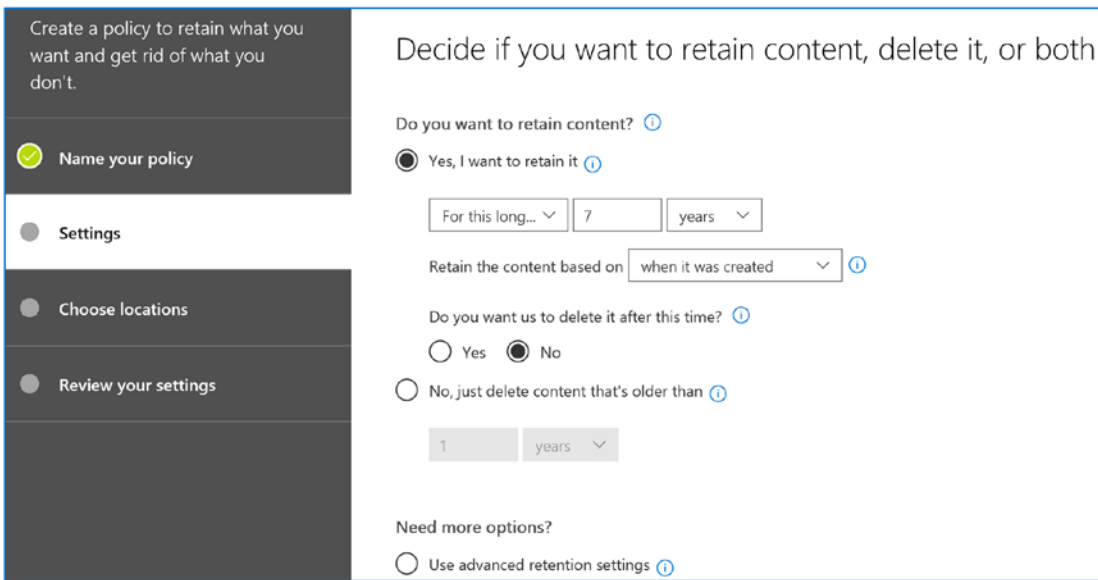 Create a policy to retain what you
want and get rid of what you
don't.
Name your policy
Settings
Choose locations
Review your settings
Decide if you want to retain content, delete it, or both
Do you want to retain content?
Yes, I want to retain it
For this long... 7 years
Retain the content based on when it was created
Do you want us to delete it after this time?
Yes No
No, just delete content that's older than
1 years
Need more options?
Use advanced retention settings